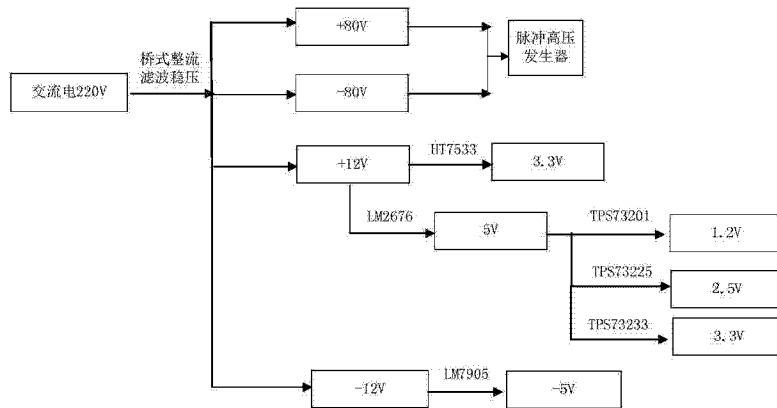 +80V
脉冲高压
发生器
桥式整流
滤波稳压
交流电220V
-80V
+12V
HT7533
3.3V
LM2676
5V
TPS73201
1.2V
TPS73225
2.5V
TPS73233
3.3V
-12V
LM7905
-5V